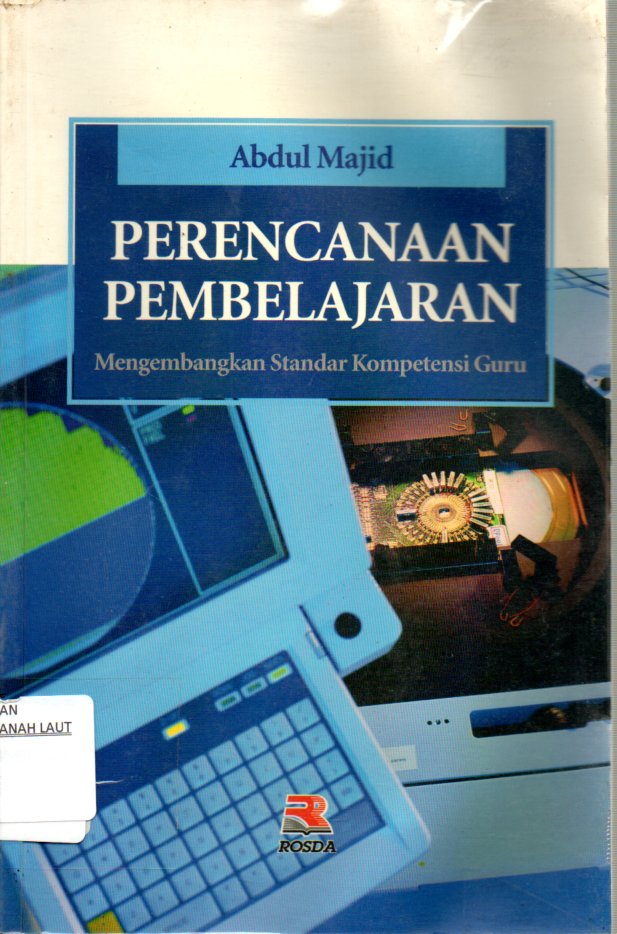 Abdul Majid
PERENCANAAN
PEMBELAJARAN
Mengembangkan Standar Kompetensi Guru
AN
ANAH LAUT
ROSDA